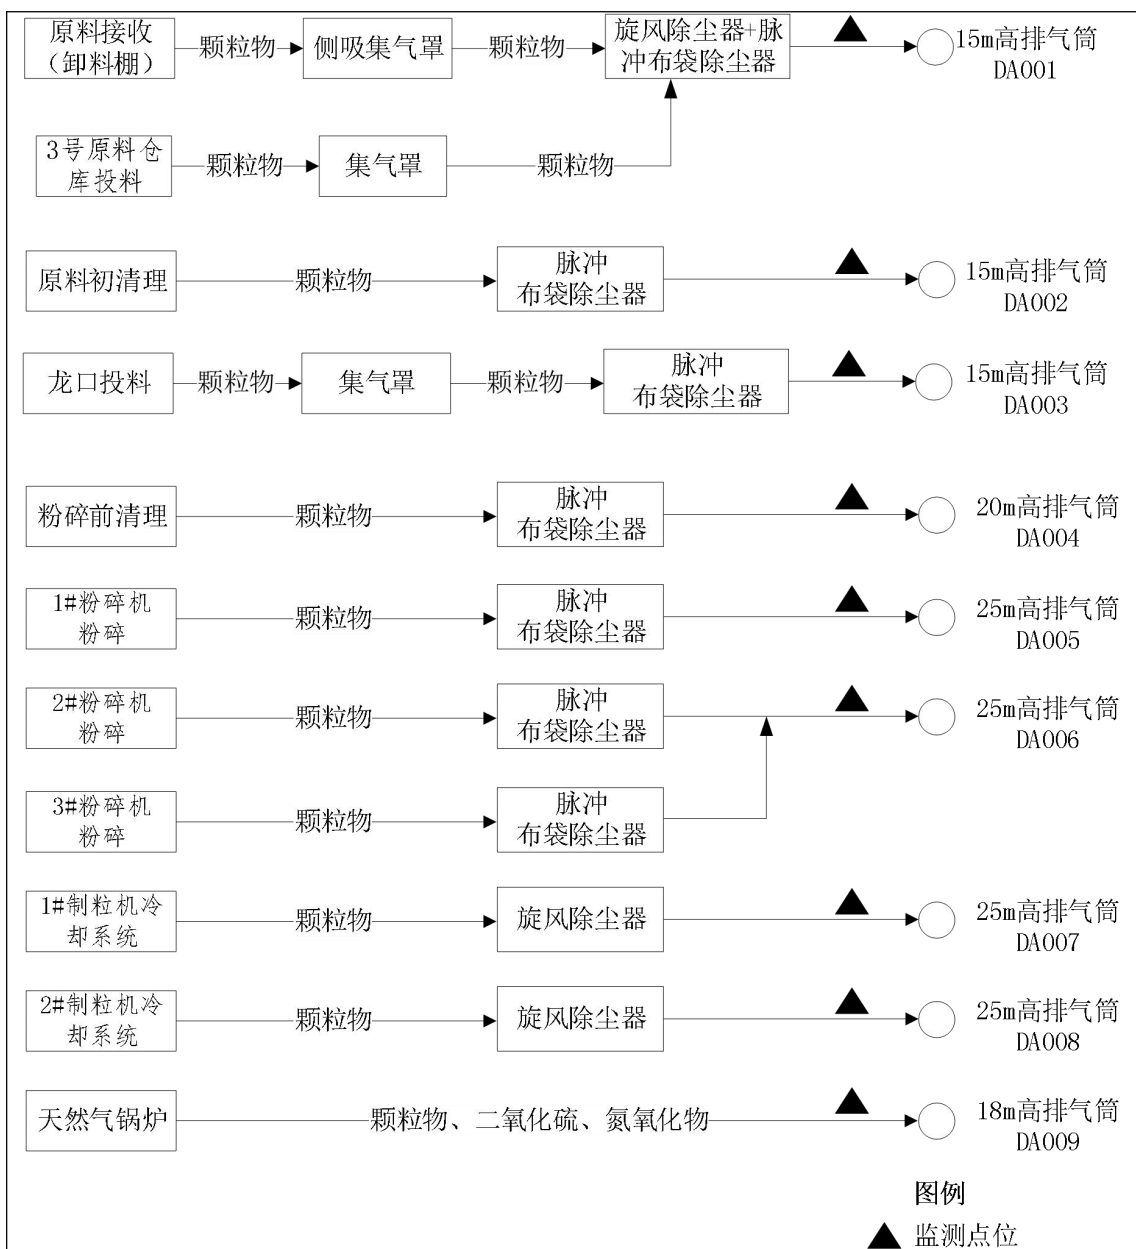 原料接收
（卸料棚）
颗粒物
侧吸集气罩
颗粒物
旋风除尘器+脉
冲布袋除尘器
15m高排气筒
DA001
3号原料仓
库投料
颗粒物
集气罩
颗粒物
原料初清理
颗粒物
脉冲
布袋除尘器
15m高排气筒
DA002
龙口投料
颗粒物
集气罩
颗粒物
脉冲
布袋除尘器
15m高排气筒
DA003
粉碎前清理
颗粒物
脉冲
布袋除尘器
20m高排气筒
DA004
1#粉碎机
粉碎
颗粒物
脉冲
布袋除尘器
25m高排气筒
DA005
2#粉碎机
粉碎
颗粒物
脉冲
布袋除尘器
25m高排气筒
DA006
3#粉碎机
粉碎
颗粒物
脉冲
布袋除尘器
1#制粒机冷
却系统
颗粒物
旋风除尘器
25m高排气筒
DA007
2#制粒机冷
却系统
颗粒物
旋风除尘器
25m高排气筒
DA008
天然气锅炉
颗粒物、二氧化硫、氮氧化物
18m高排气筒
DA009
图例
监测点位